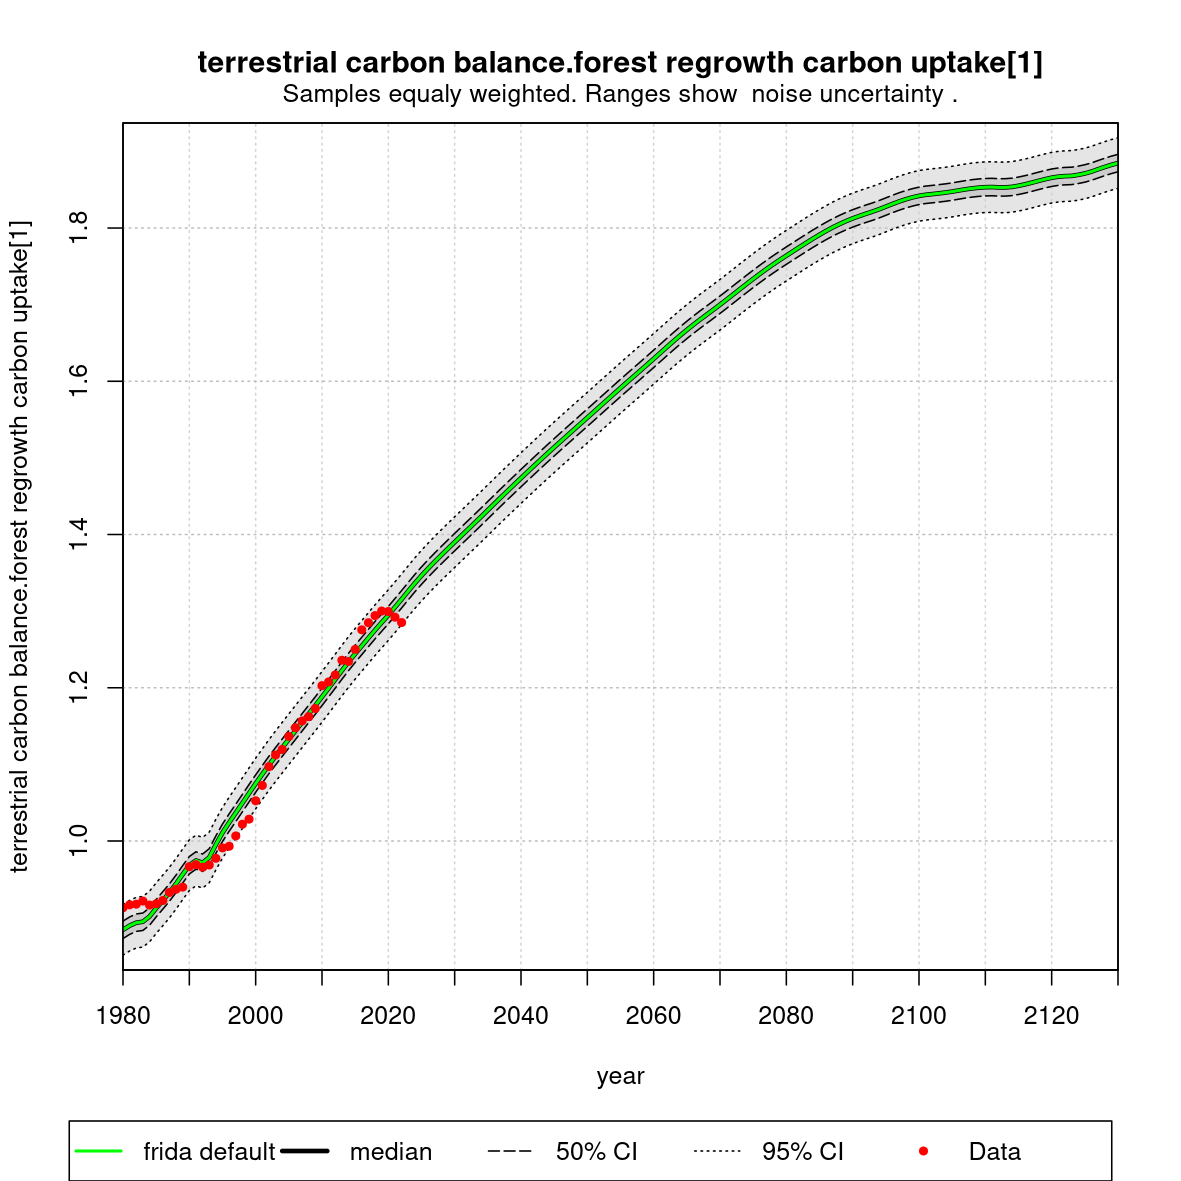 terrestrial carbon balance.forest regrowth carbon uptake[1]
Samples equaly weighted. Ranges show  noise uncertainty .
terrestrial carbon balance.forest regrowth carbon uptake[1]
1.8
1.6
1.4
1.2
1.0
1980 2000 2020 2040 2060 2080 2100 2120
year
frida default median 50% CI 95% CI Data